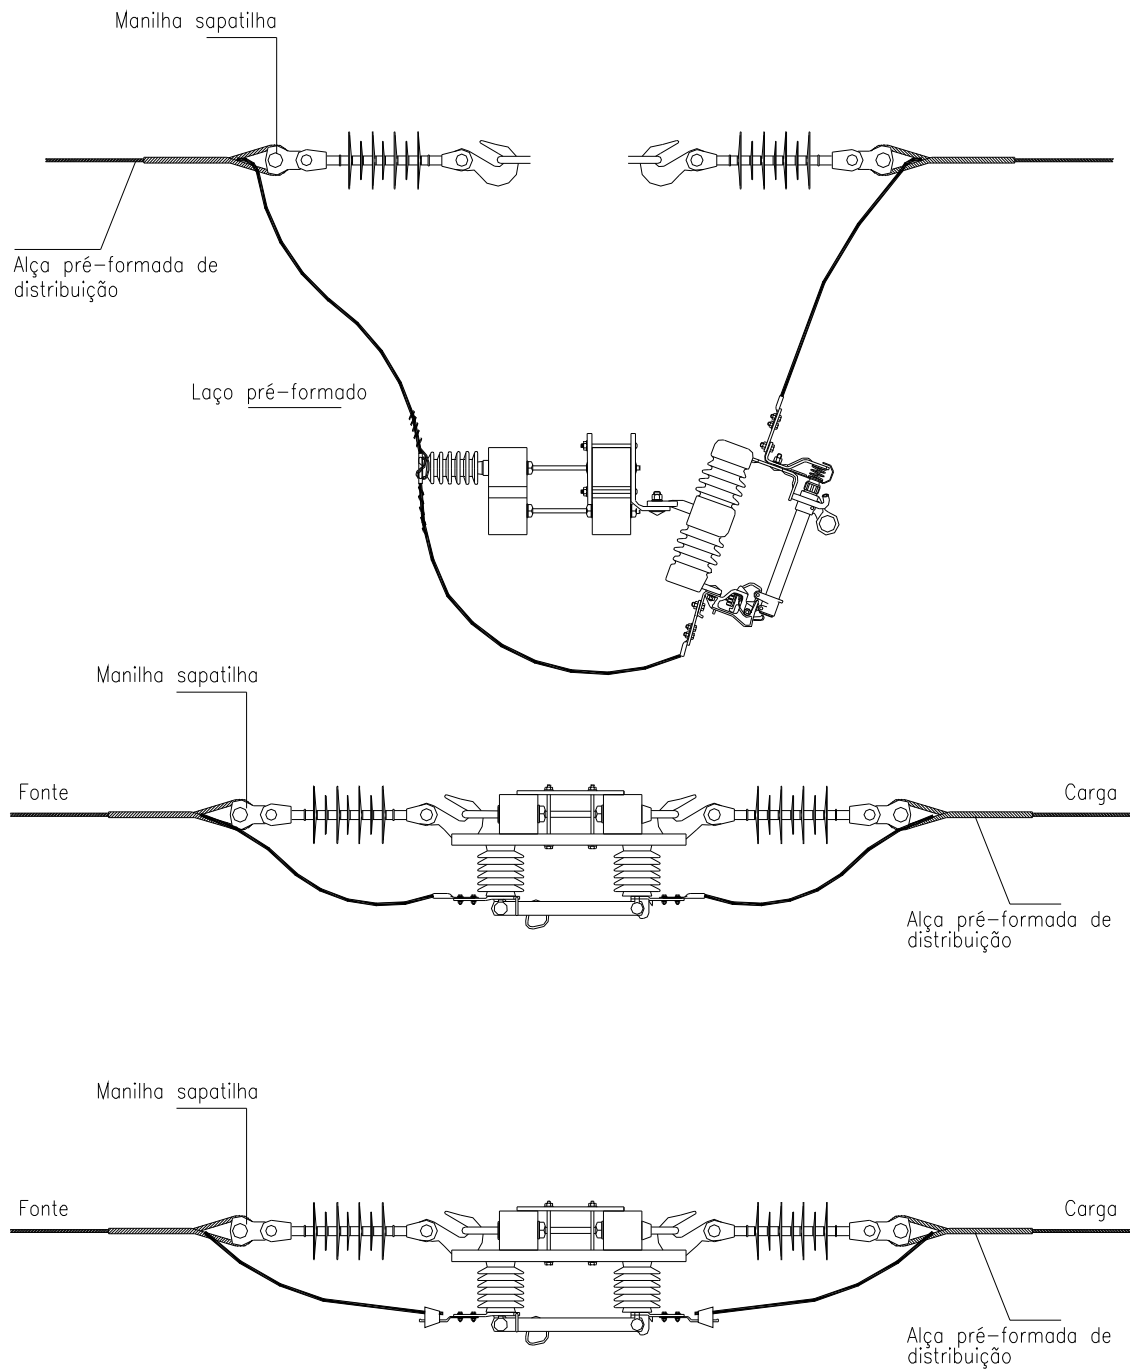 Manilha sapatilha
Alça pré-formada de
distribuição
Laço pré-formado
Manilha sapatilha
Fonte
Carga
Alça pré-formada de
distribuição
Manilha sapatilha
Fonte
Carga
Alça pré-formada de
distribuição